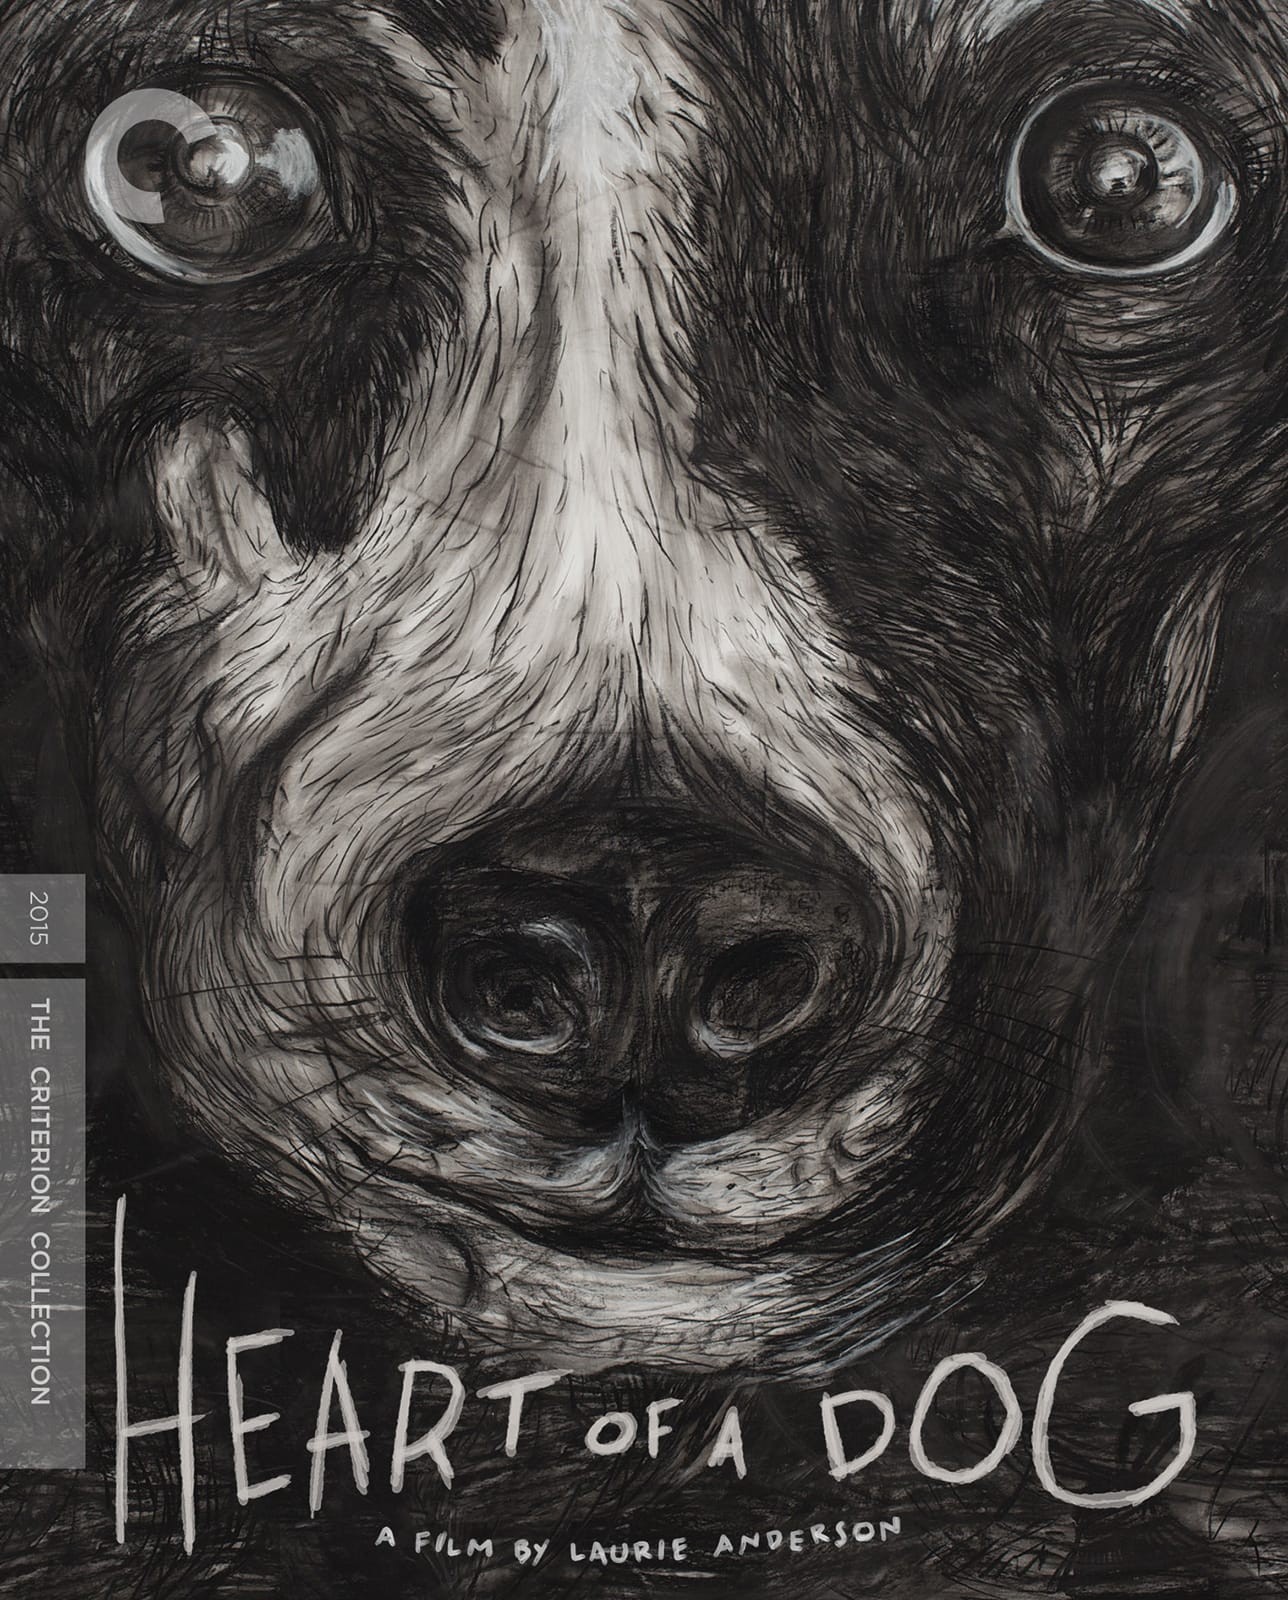 2015
THE CRITERION COLLECTION
HEART OF A DOG
A FILM BY LAURIE ANDERSON